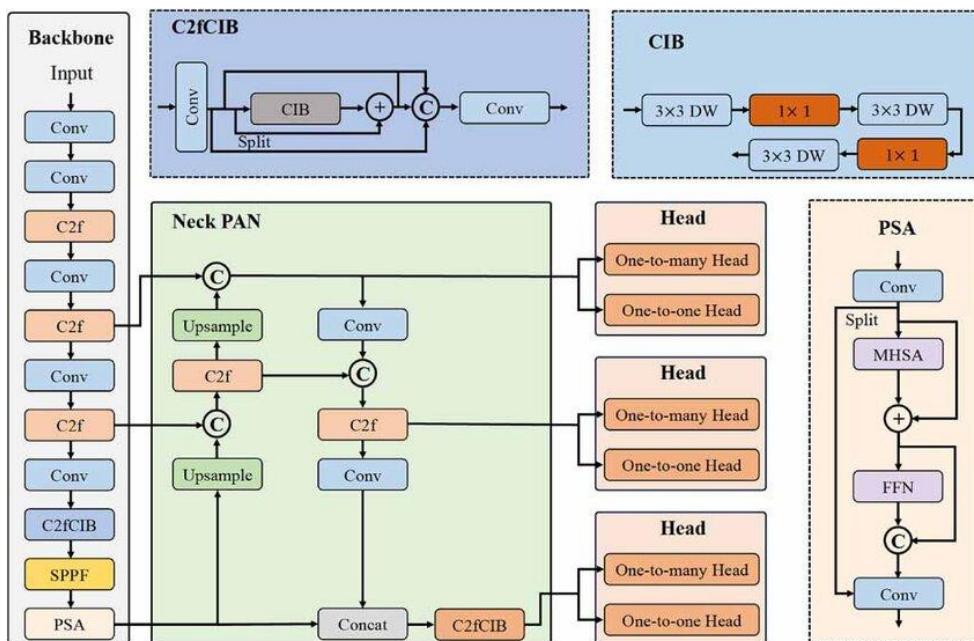 Backbone
Input
Conv
Conv
C2f
Conv
C2f
Conv
C2f
Conv
C2fCIB
SPPF
PSA
C2fCIB
Conv
CIB
+
C
Conv
Split
CIB
3×3 DW
1× 1
3×3 DW
3×3 DW
1× 1
Neck PAN
C
Upsample
Conv
C2f
C
C
C2f
Upsample
Conv
Concat
C2fCIB
Head
One-to-many Head
One-to-one Head
Head
One-to-many Head
One-to-one Head
Head
One-to-many Head
One-to-one Head
PSA
Conv
Split
MHSA
+
FFN
C
Conv